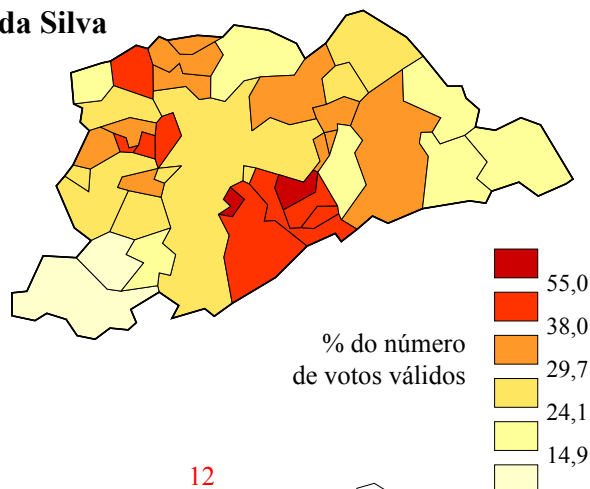 da Silva
% do número
de votos válidos
55,0
38,0
29,7
24,1
14,9
12